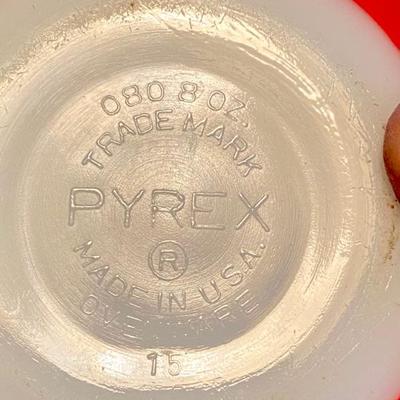 080 8 OZ.
TRADE MARK
PYREX
®
MADE IN U.S.A.
OVENWARE
15